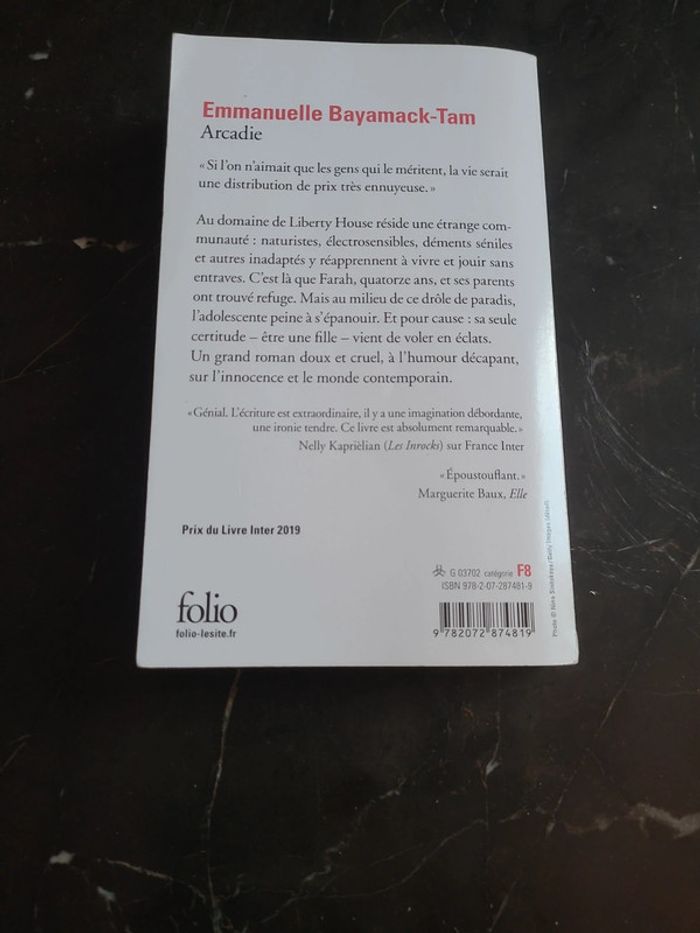 Emmanuelle Bayamack-Tam
Arcadie
« Si l'on n'aimait que les gens qui le méritent, la vie serait
une distribution de prix très ennuyeuse. »
Au domaine de Liberty House réside une étrange com-
munauté : naturistes, électrosensibles, déments séniles
et autres inadaptés y réapprennent à vivre et jouir sans
entraves. C'est là que Farah, quatorze ans, et ses parents
ont trouvé refuge. Mais au milieu de ce drôle de paradis,
l'adolescente peine à s'épanouir. Et pour cause : sa seule
certitude – être une fille – vient de voler en éclats.
Un grand roman doux et cruel, à l'humour décapant,
sur l'innocence et le monde contemporain.
« Génial. L'écriture est extraordinaire, il y a une imagination débordante,
une ironie tendre. Ce livre est absolument remarquable. »
Nelly Kaprièlian (Les Inrocks) sur France Inter
« Époustouflant. »
Marguerite Baux, Elle
Prix du Livre Inter 2019
G 03702 catégorie F8
ISBN 978-2-07-287481-9
folio
folio-lesite.fr
9 782072 874819
Photo © Nina Sinitskaya / Getty Images (détail)